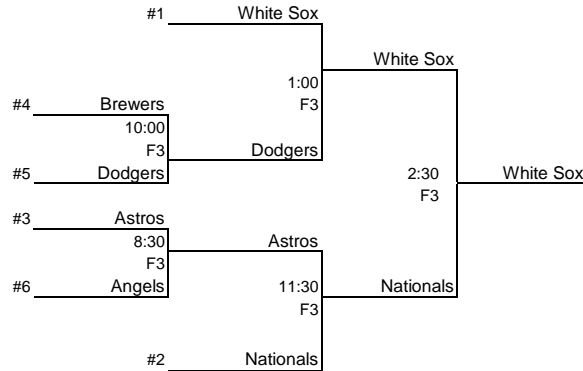 #1 White Sox
White Sox
1:00
F3
#4 Brewers
10:00
F3
Dodgers
#5 Dodgers
2:30
F3
White Sox
#3 Astros
8:30
F3
Astros
#6 Angels
11:30
F3
Nationals
#2 Nationals